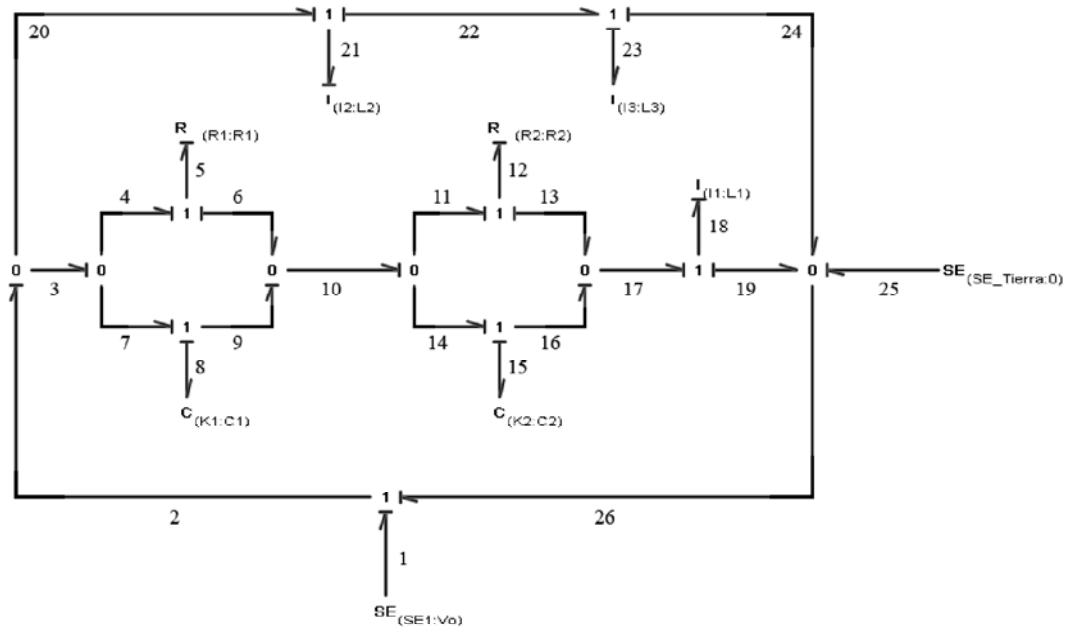 1 1
20 22 24
21 23
I (I2:L2) I (I3:L3)
R (R1:R1) R (R2:R2)
5 12 I (I1:L1)
4 6 11 13
1 1 18
0 0 0 0 0 1 0 SE (SE_Tierra:0)
3 10 17 19 25
1 1
7 9 14 16
8 15
C (K1:C1) C (K2:C2)
1
2 26
1
SE (SE1:Vo)